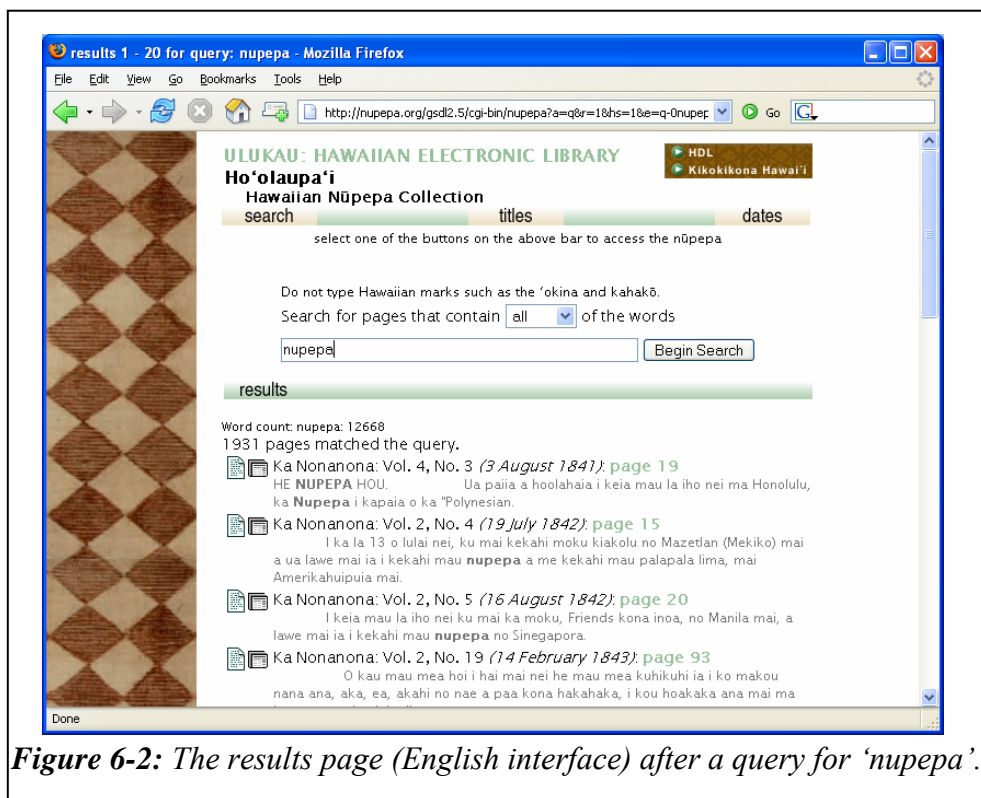 results 1 - 20 for query: nupepa - Mozilla Firefox
File Edit View Go Bookmarks Tools Help
http://nupepa.org/gsdl2.5/cgi-bin/nupepa?a=q&r=1&hs=1&e=q-0nupep Go G
ULUKAU: HAWAIIAN ELECTRONIC LIBRARY
HDL
Kikokikona Hawai'i
Hoʻolaupaʻi
Hawaiian Nūpepa Collection
search titles dates
select one of the buttons on the above bar to access the nūpepa
Do not type Hawaiian marks such as the ʻokina and kahakō.
Search for pages that contain all of the words
nupepa Begin Search
results
Word count: nupepa: 12668
1931 pages matched the query.
Ka Nonanona: Vol. 4, No. 3 (3 August 1841): page 19
HE NUPEPA HOU. Ua paiia a hoolahaia i keia mau la iho nei ma Honolulu,
ka Nupepa i kapaia o ka "Polynesian.
Ka Nonanona: Vol. 2, No. 4 (19 July 1842): page 15
I ka la 13 o Iulai nei, ku mai kekahi moku kiakolu no Mazetlan (Mekiko) mai
a ua lawe mai ia i kekahi mau nupepa a me kekahi mau palapala lima, mai
Amerikahuipuia mai.
Ka Nonanona: Vol. 2, No. 5 (16 August 1842): page 20
I keia mau la iho nei ku mai ka moku, Friends kona inoa, no Manila mai, a
lawe mai ia i kekahi mau nupepa no Sinegapora.
Ka Nonanona: Vol. 2, No. 19 (14 February 1843): page 93
O kau mau mea hoi i hai mai nei he mau mea kuhikuhi ia i ko makou
nana ana, aka, ea, akahi no nae a paa kona hakahaka, i kou hoakaka ana mai ma
Done
Figure 6-2: The results page (English interface) after a query for ‘nupepa’.